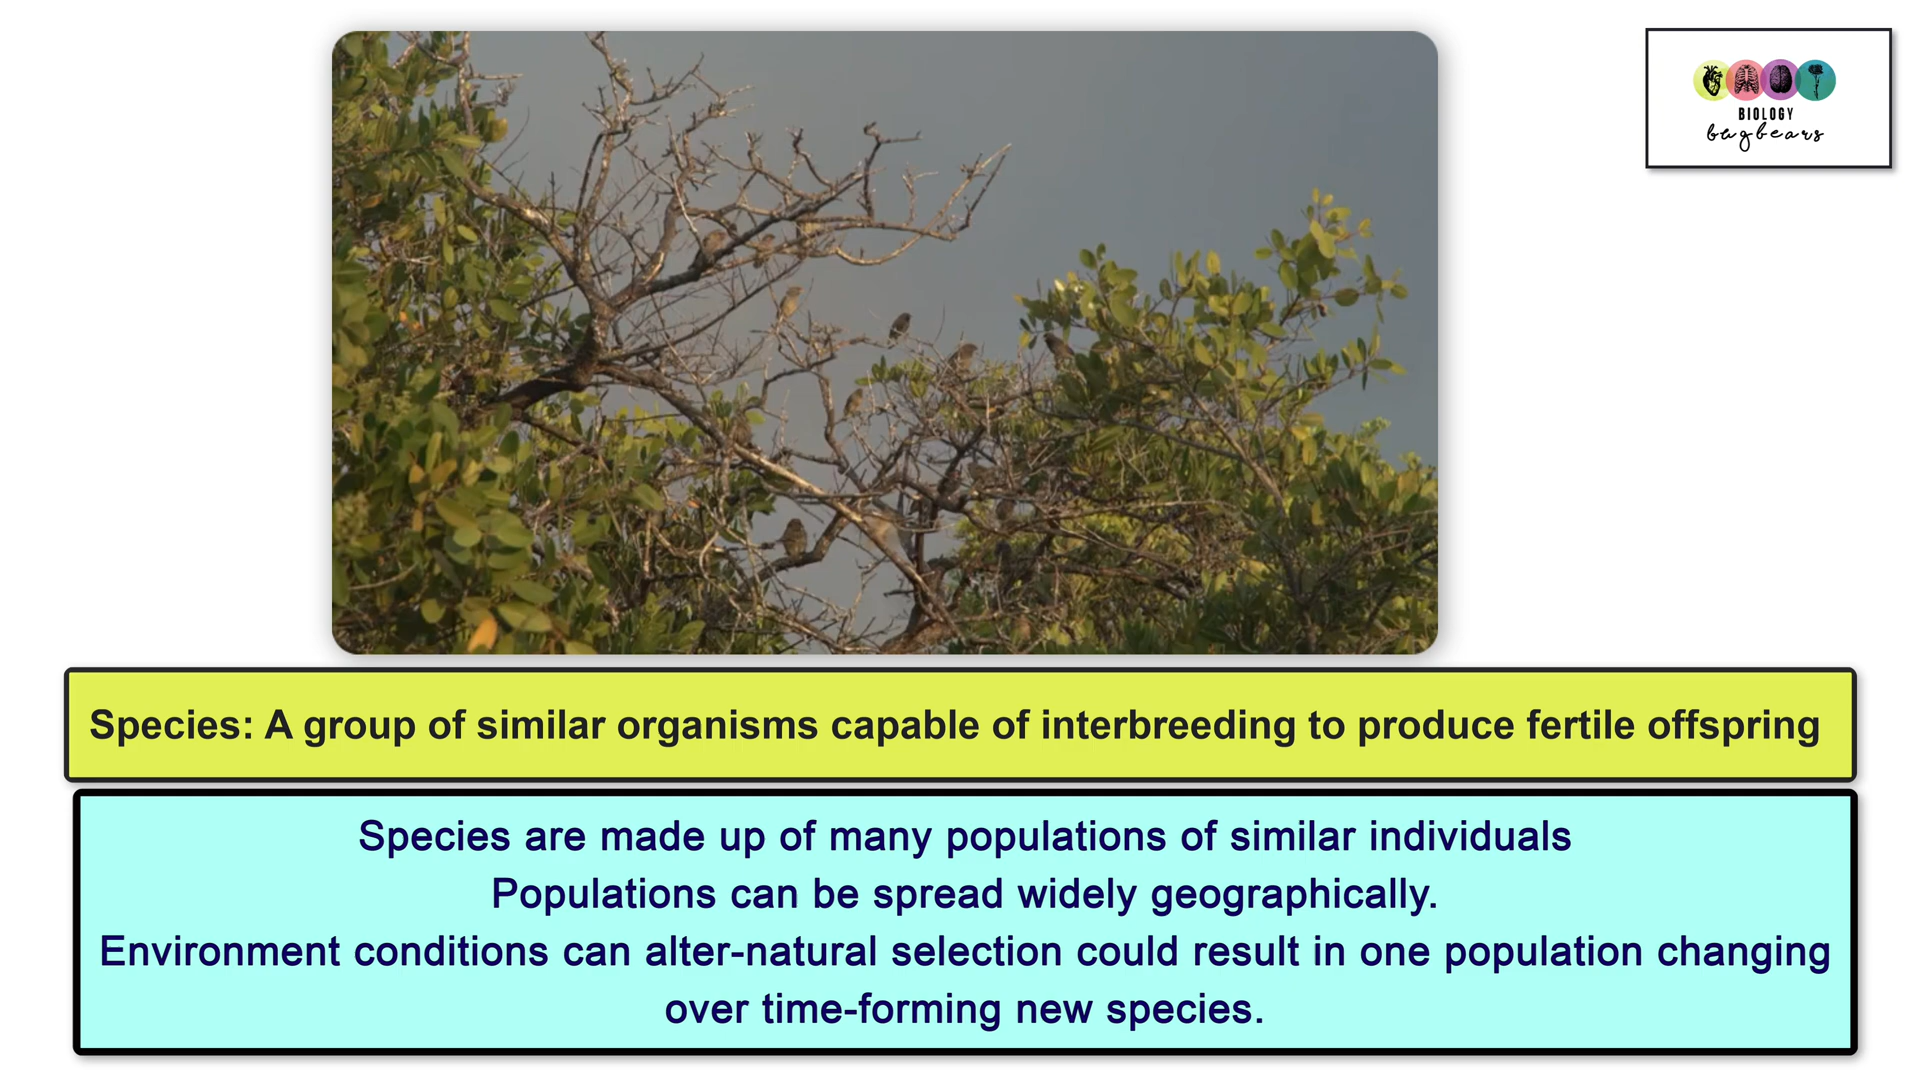 BIOLOGY
bugbears
Species: A group of similar organisms capable of interbreeding to produce fertile offspring
Species are made up of many populations of similar individuals
Populations can be spread widely geographically.
Environment conditions can alter-natural selection could result in one population changing
over time-forming new species.